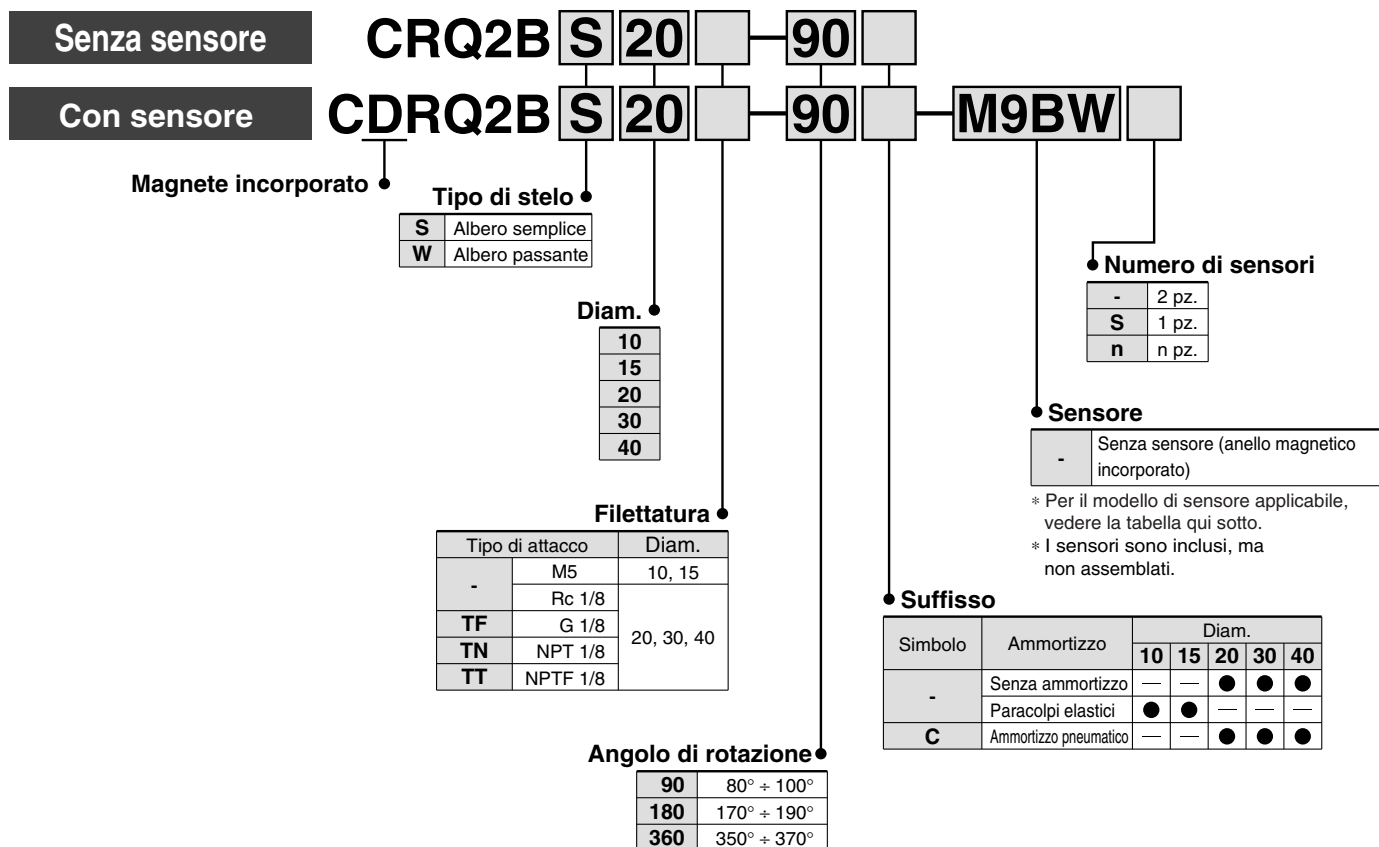 Senza sensore
CRQ2B S 20 - 90
Con sensore
CDRQ2B S 20 - 90 - M9BW
Magnete incorporato
Tipo di stelo
S Albero semplice
W Albero passante
Numero di sensori
- 2 pz.
S 1 pz.
n n pz.
Diam.
10
15
20
30
40
Sensore
- Senza sensore (anello magnetico
incorporato)
* Per il modello di sensore applicabile,
vedere la tabella qui sotto.
* I sensori sono inclusi, ma
non assemblati.
Filettatura
Tipo di attacco Diam.
- M5 10, 15
Rc 1/8
TF G 1/8
20, 30, 40
TN NPT 1/8
TT NPTF 1/8
Suffisso
Simbolo Ammortizzo Diam.
10 15 20 30 40
- Senza ammortizzo — — ● ● ●
Paracolpi elastici ● ● — — —
C Ammortizzo pneumatico — — ● ● ●
Angolo di rotazione
90 80° ÷ 100°
180 170° ÷ 190°
360 350° ÷ 370°